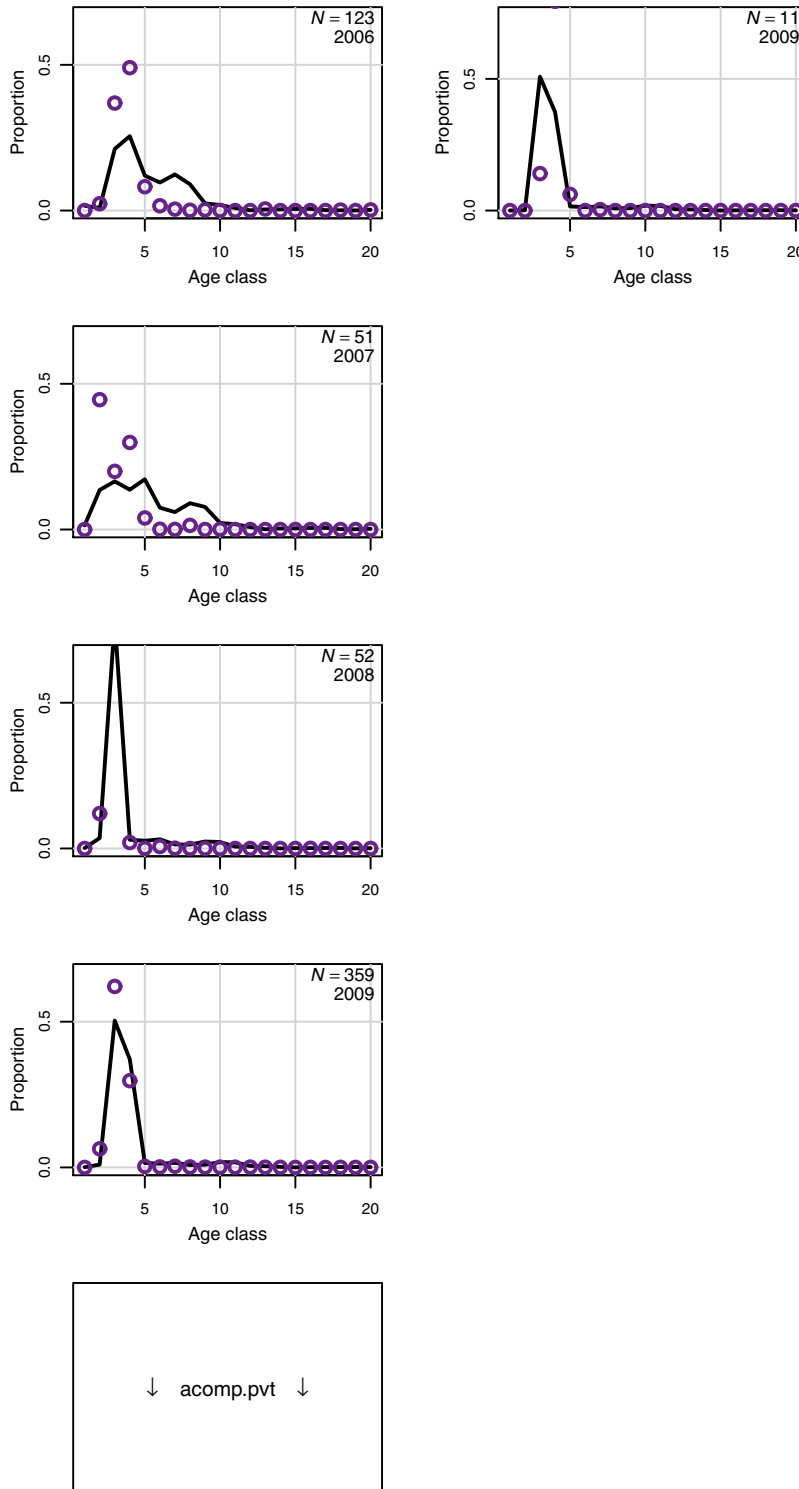 N = 123
2006
0.5
0.0
Proportion
5 10 15 20
Age class
N = 11
2009
0.5
0.0
Proportion
5 10 15 20
Age class
N = 51
2007
0.5
0.0
Proportion
5 10 15 20
Age class
N = 52
2008
0.5
0.0
Proportion
5 10 15 20
Age class
N = 359
2009
0.5
0.0
Proportion
5 10 15 20
Age class
↓ acomp.pvt ↓